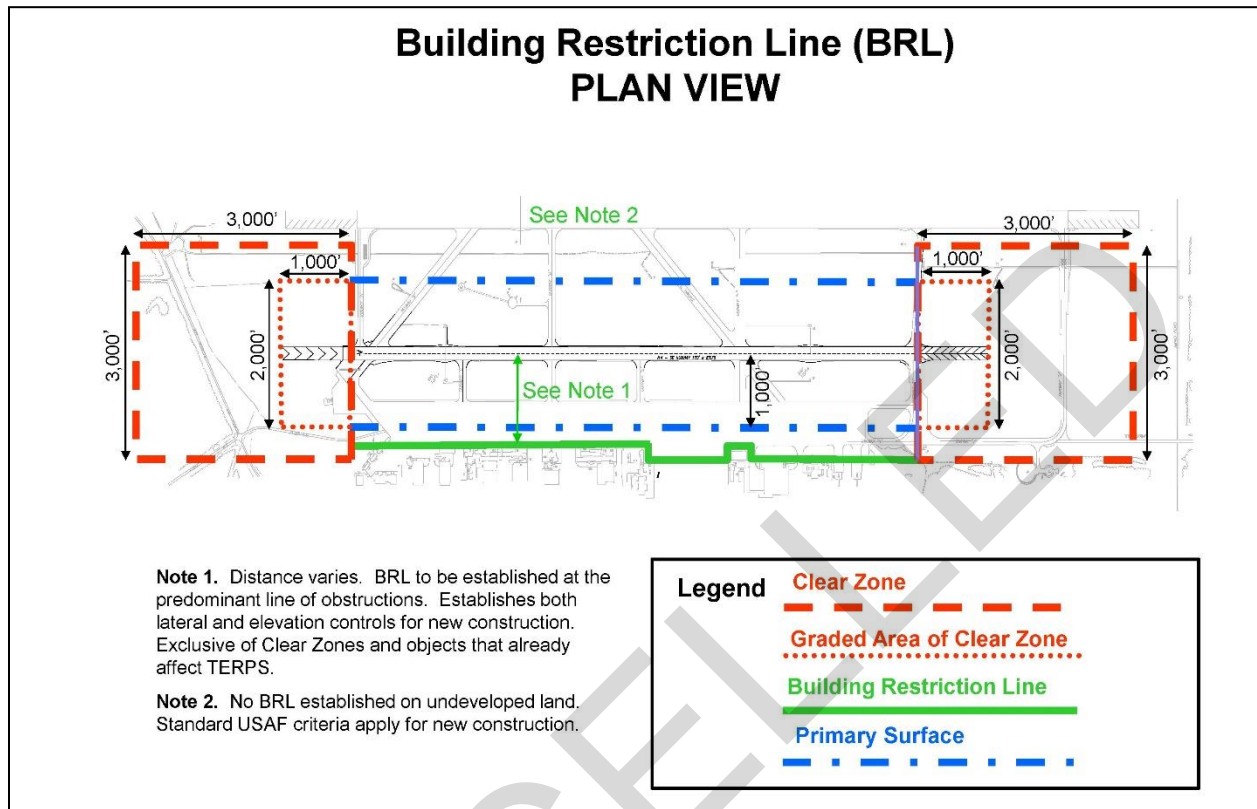 Building Restriction Line (BRL)
PLAN VIEW
See Note 2
3,000'
3,000'
1,000'
1,000'
3,000'
2,000'
See Note 1
1,000'
2,000'
3,000'
Note 1. Distance varies. BRL to be established at the
predominant line of obstructions. Establishes both
lateral and elevation controls for new construction.
Exclusive of Clear Zones and objects that already
affect TERPS.
Note 2. No BRL established on undeveloped land.
Standard USAF criteria apply for new construction.
Legend
Clear Zone
Graded Area of Clear Zone
Building Restriction Line
Primary Surface